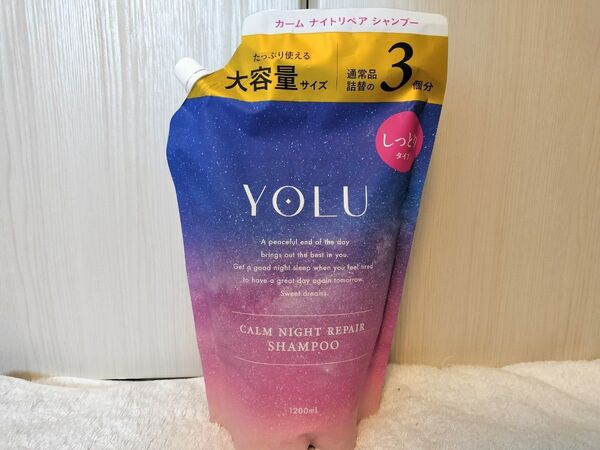 カーム ナイトリペア シャンプー
たっぷり使える
大容量サイズ
通常品
詰替の
3個分
しっとり
タイプ
YOLU
A peaceful end of the day
brings out the best in you.
Get a good night sleep when you feel tired
to have a great day again tomorrow.
Sweet dreams.
CALM NIGHT REPAIR
SHAMPOO
1200mL